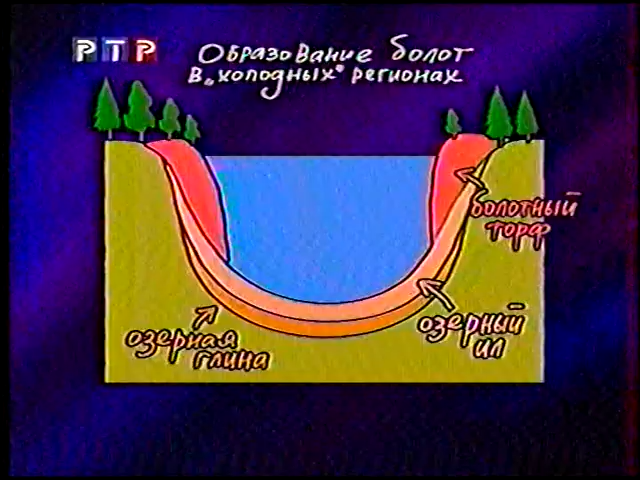 РТР
Образование болот
в „холодных" регионах
болотный
торф
озерный
ил
озерная
глина